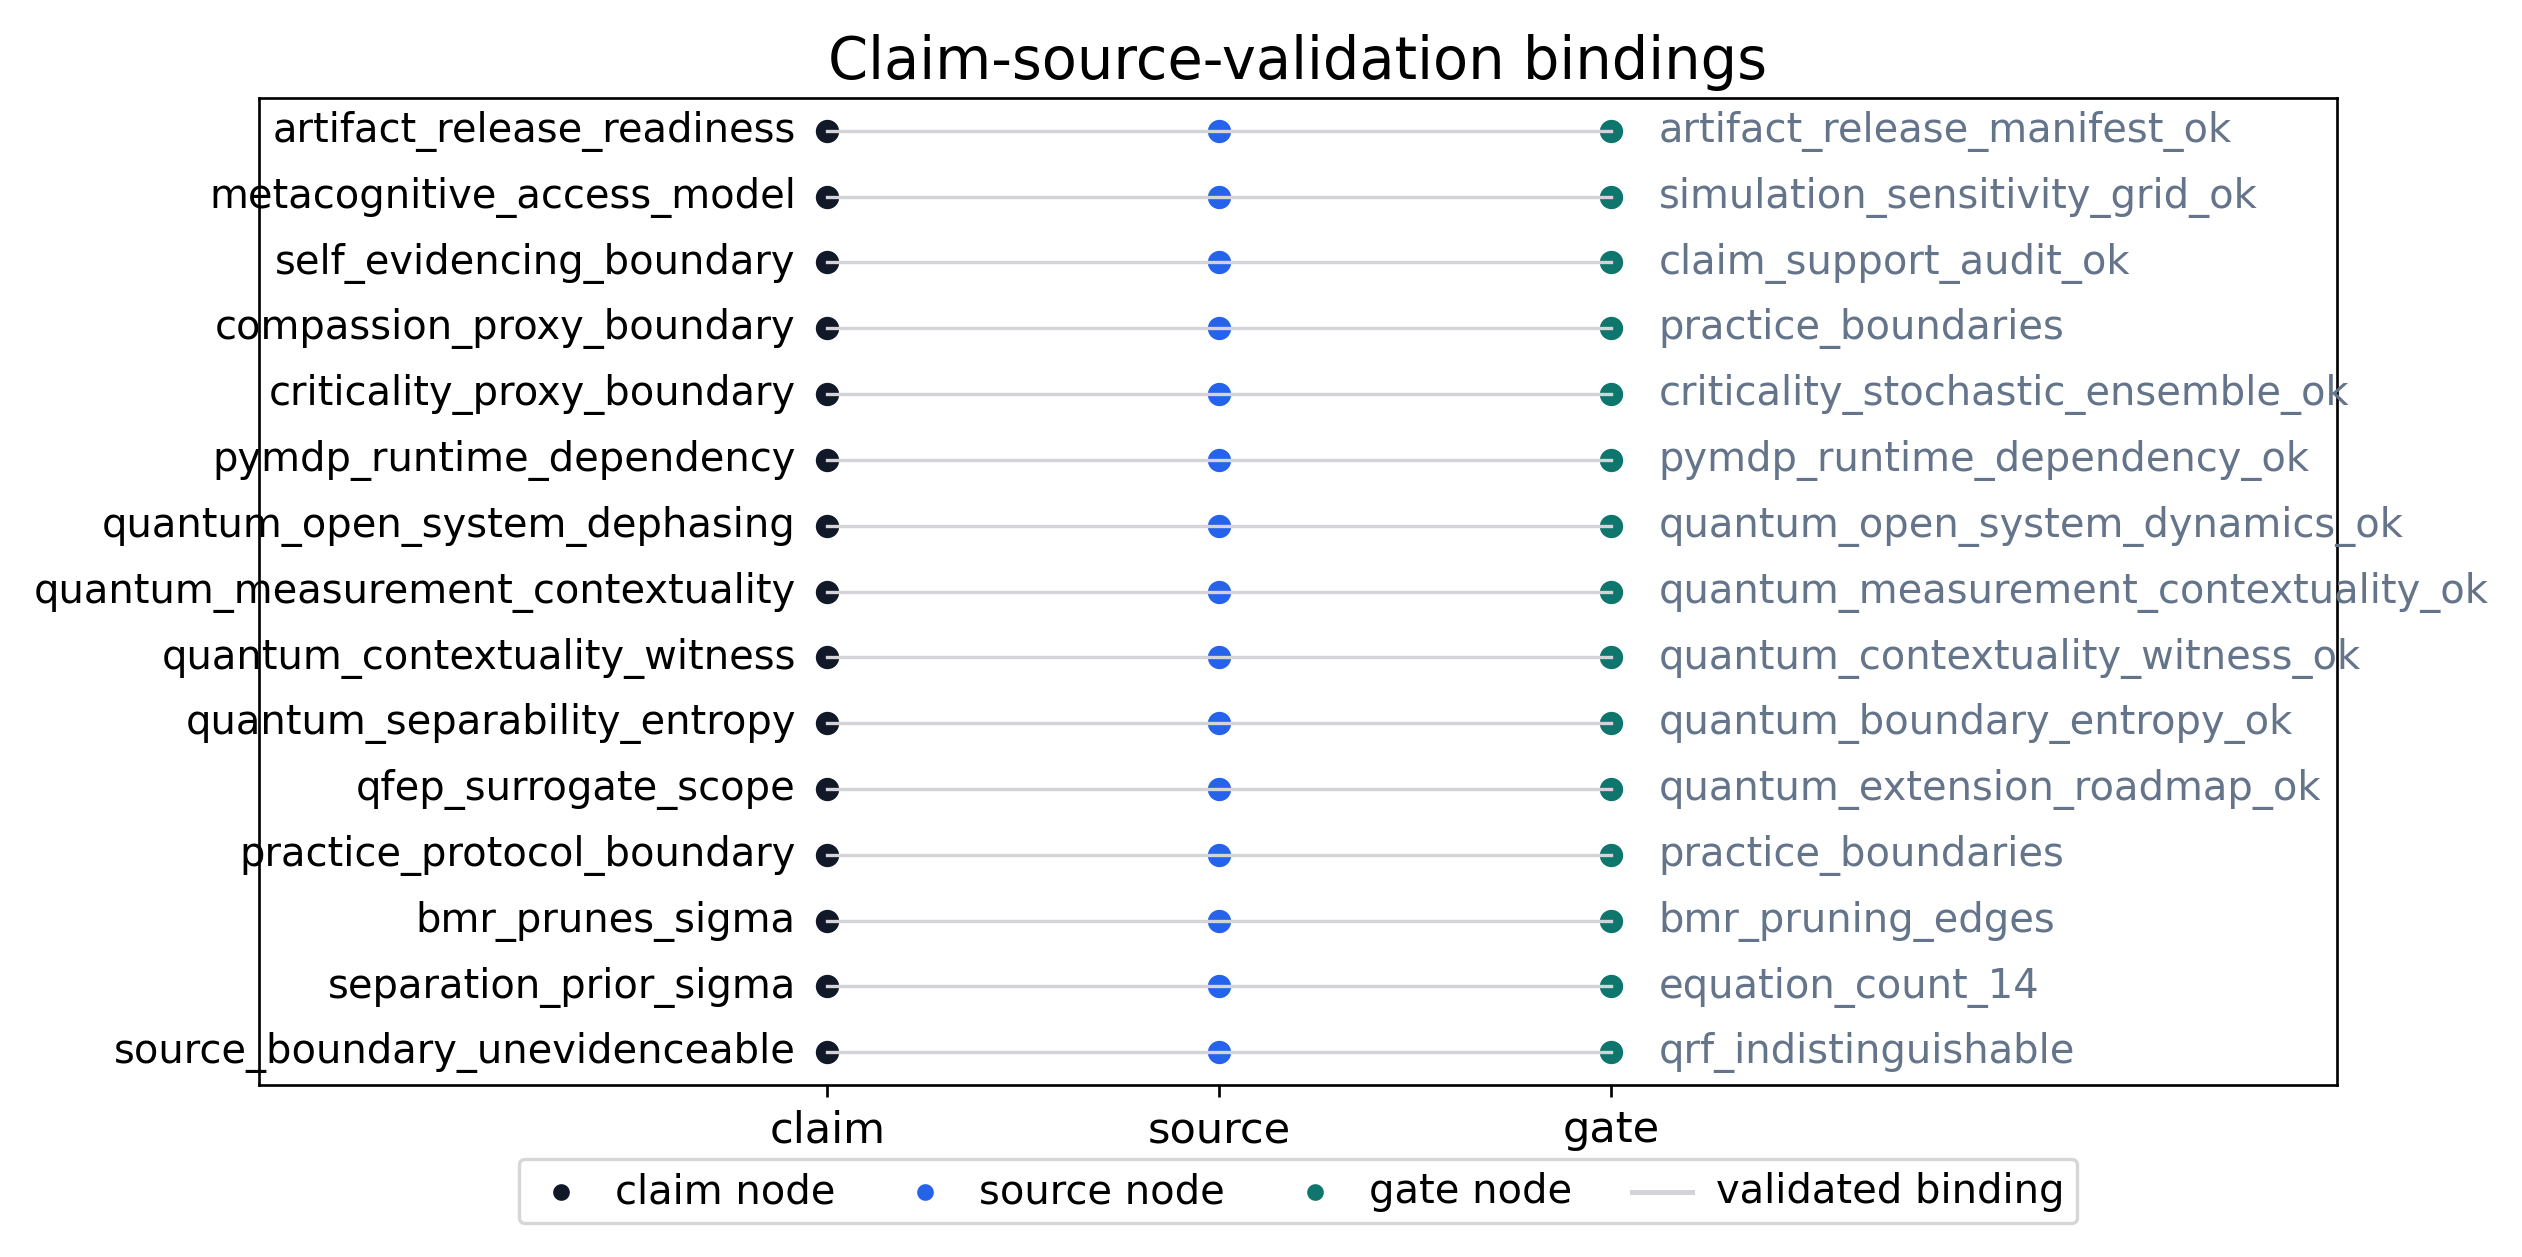 Claim-source-validation bindings
artifact_release_readiness artifact_release_manifest_ok
metacognitive_access_model simulation_sensitivity_grid_ok
self_evidencing_boundary claim_support_audit_ok
compassion_proxy_boundary practice_boundaries
criticality_proxy_boundary criticality_stochastic_ensemble_ok
pymdp_runtime_dependency pymdp_runtime_dependency_ok
quantum_open_system_dephasing quantum_open_system_dynamics_ok
quantum_measurement_contextuality quantum_measurement_contextuality_ok
quantum_contextuality_witness quantum_contextuality_witness_ok
quantum_separability_entropy quantum_boundary_entropy_ok
qfep_surrogate_scope quantum_extension_roadmap_ok
practice_protocol_boundary practice_boundaries
bmr_prunes_sigma bmr_pruning_edges
separation_prior_sigma equation_count_14
source_boundary_unevidenceable qrf_indistinguishable
claim source gate
claim node source node gate node validated binding